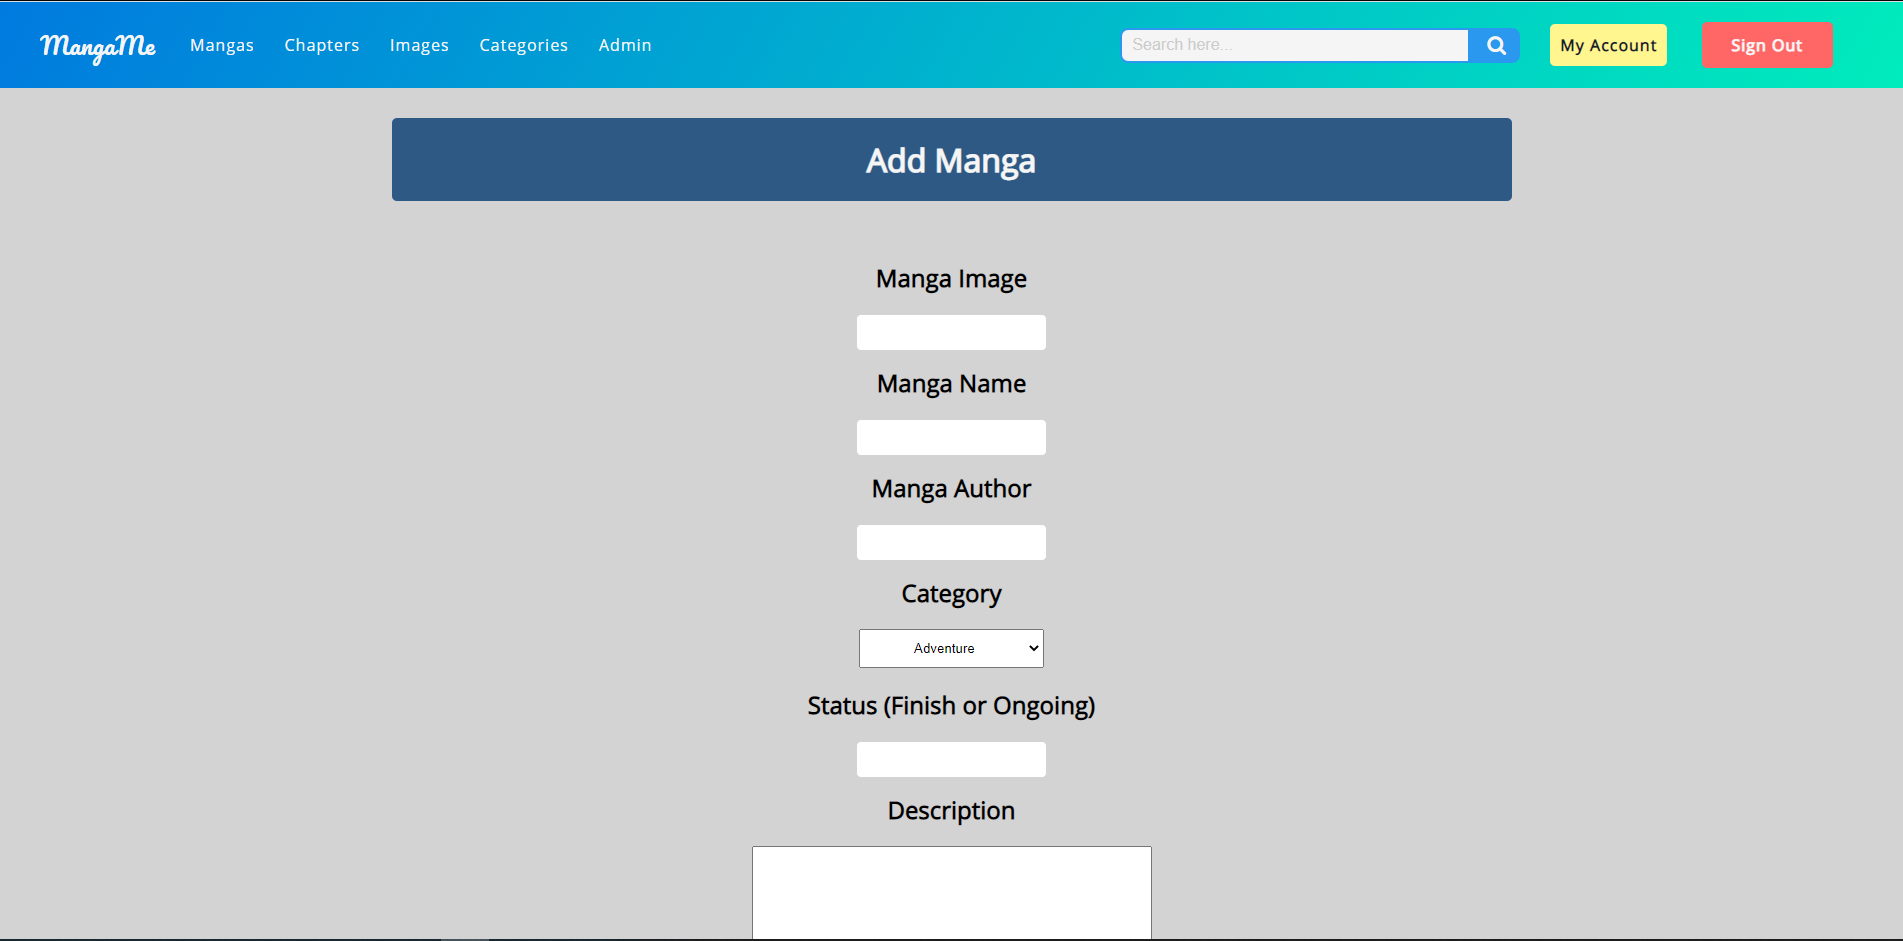 MangaMe Mangas Chapters Images Categories Admin Search here... My Account Sign Out
Add Manga
Manga Image
Manga Name
Manga Author
Category
Adventure
Status (Finish or Ongoing)
Description